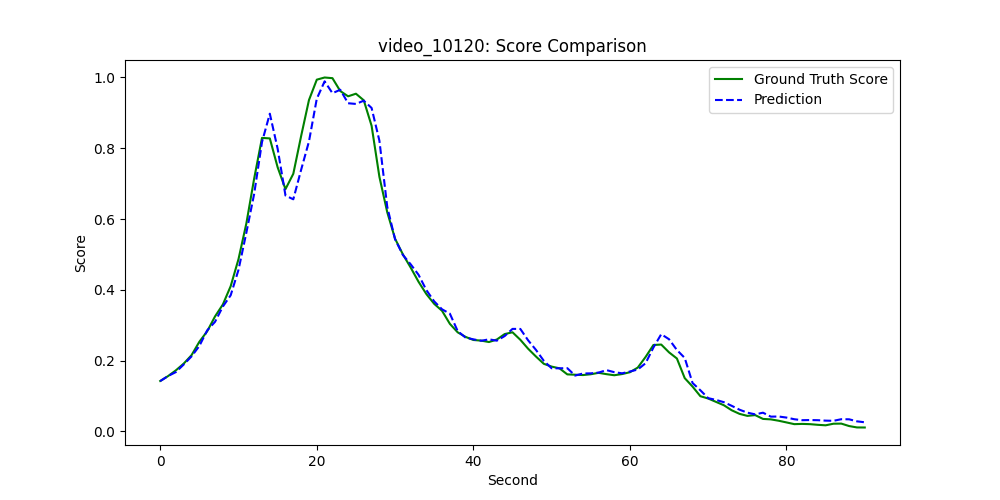 video_10120: Score Comparison
Ground Truth Score
Prediction
1.0
0.8
0.6
0.4
0.2
0.0
Score
0 20 40 60 80
Second